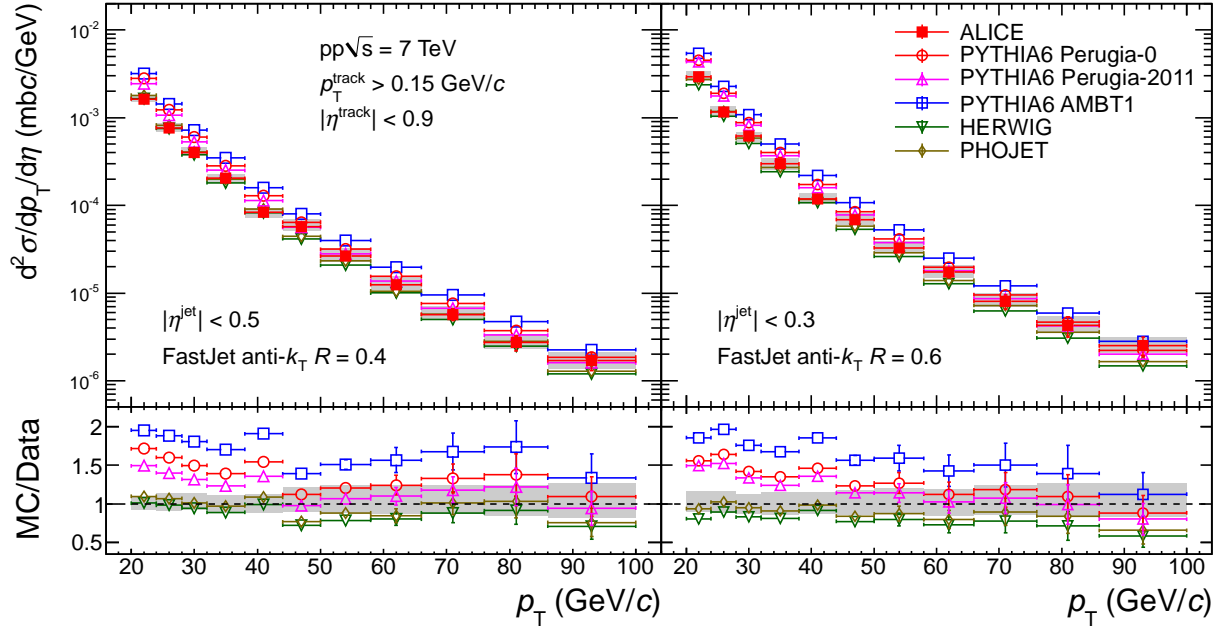 d²σ/dp_T/dη (mbc/GeV)
10⁻²
10⁻³
10⁻⁴
10⁻⁵
10⁻⁶
pp√s = 7 TeV
p_T^track > 0.15 GeV/c
|η^track| < 0.9
|η^jet| < 0.5
FastJet anti-k_T R = 0.4
ALICE
PYTHIA6 Perugia-0
PYTHIA6 Perugia-2011
PYTHIA6 AMBT1
HERWIG
PHOJET
|η^jet| < 0.3
FastJet anti-k_T R = 0.6
MC/Data
2
1.5
1
0.5
20 30 40 50 60 70 80 90 100
p_T (GeV/c)
20 30 40 50 60 70 80 90 100
p_T (GeV/c)